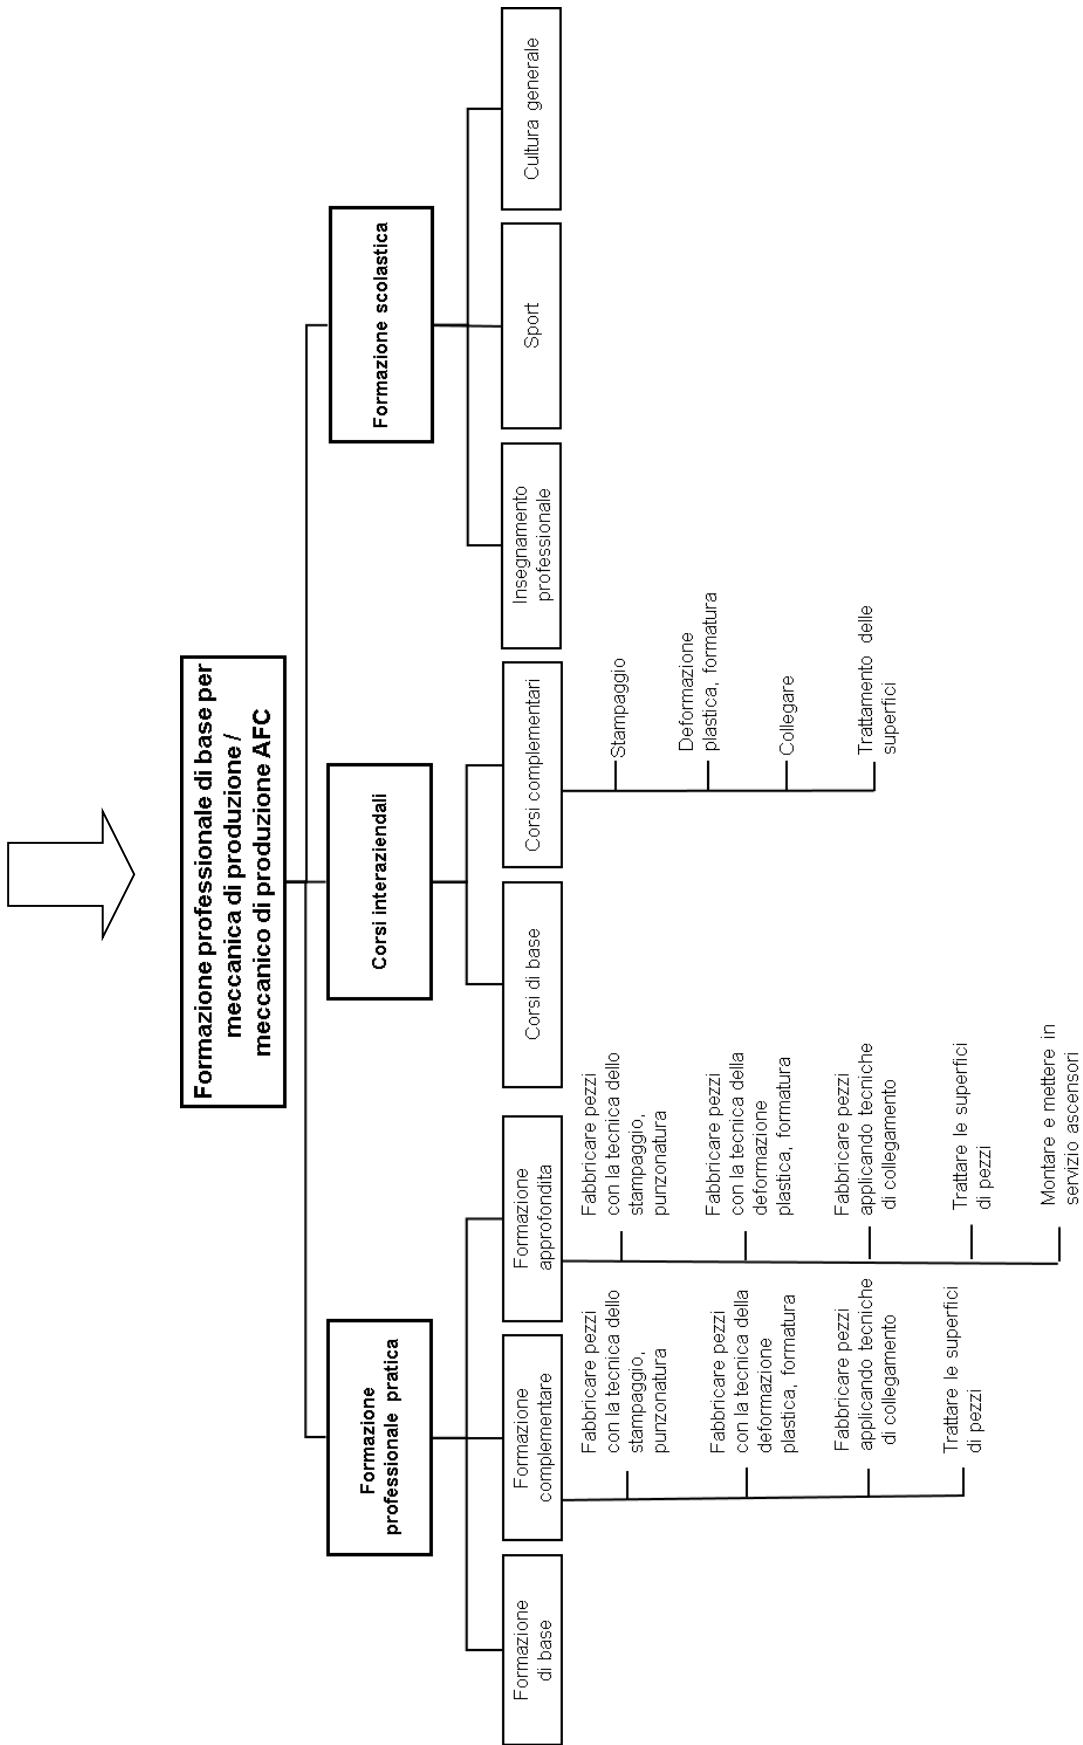 Formazione professionale di base per
meccanica di produzione /
meccanico di produzione AFC
Formazione
professionale pratica
Corsi interaziendali
Formazione scolastica
Formazione
di base
Formazione
complementare
Formazione
approfondita
Corsi di base
Corsi complementari
Insegnamento
professionale
Sport
Cultura generale
Fabbricare pezzi
con la tecnica dello
stampaggio,
punzonatura
Fabbricare pezzi
con la tecnica della
deformazione
plastica, formatura
Fabbricare pezzi
applicando tecniche
di collegamento
Trattare le superfici
di pezzi
Fabbricare pezzi
con la tecnica dello
stampaggio,
punzonatura
Fabbricare pezzi
con la tecnica della
deformazione
plastica, formatura
Fabbricare pezzi
applicando tecniche
di collegamento
Trattare le superfici
di pezzi
Montare e mettere in
servizio ascensori
Stampaggio
Deformazione
plastica, formatura
Collegare
Trattamento delle
superfici